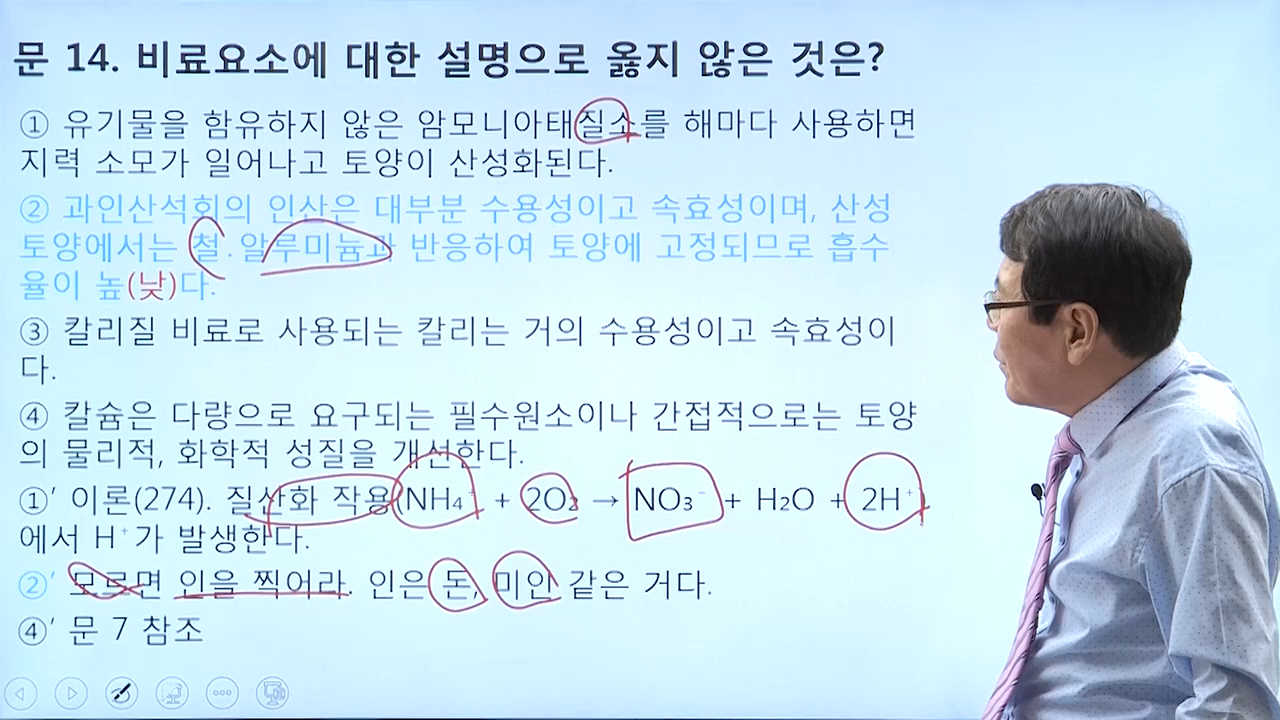 문 14. 비료요소에 대한 설명으로 옳지 않은 것은?
① 유기물을 함유하지 않은 암모니아태질소를 해마다 사용하면
지력 소모가 일어나고 토양이 산성화된다.
② 과인산석회의 인산은 대부분 수용성이고 속효성이며, 산성
토양에서는 철·알루미늄과 반응하여 토양에 고정되므로 흡수
율이 높(낮)다.
③ 칼리질 비료로 사용되는 칼리는 거의 수용성이고 속효성이
다.
④ 칼슘은 다량으로 요구되는 필수원소이나 간접적으로는 토양
의 물리적, 화학적 성질을 개선한다.
①′ 이론(274). 질산화 작용(NH₄⁺ + 2O₂ → NO₃⁻ + H₂O + 2H⁺)
에서 H⁺가 발생한다.
②′ 모르면 인을 찍어라. 인은 돈, 미인 같은 거다.
④′ 문 7 참조